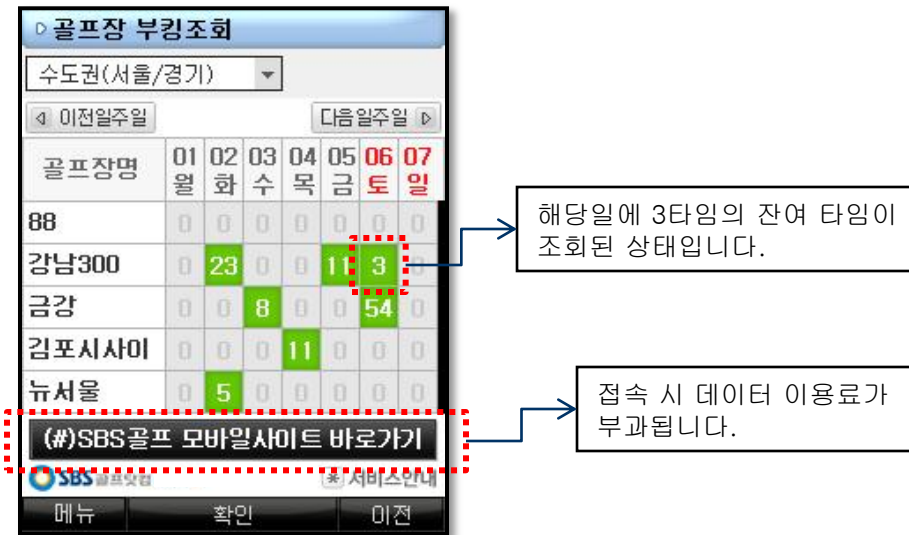 골프장 부킹조회
수도권(서울/경기)
이전일주일 다음일주일
골프장명 01 02 03 04 05 06 07
월 화 수 목 금 토 일
88 0 0 0 0 0 0 0
강남300 0 23 0 0 11 3 0
금강 0 0 8 0 0 54 0
김포시사이 0 0 0 11 0 0 0
뉴서울 0 5 0 0 0 0 0
(#)SBS골프 모바일사이트 바로가기
SBS 골프닷컴 * 서비스안내
메뉴 확인 이전
해당일에 3타임의 잔여 타임이
조회된 상태입니다.
접속 시 데이터 이용료가
부과됩니다.